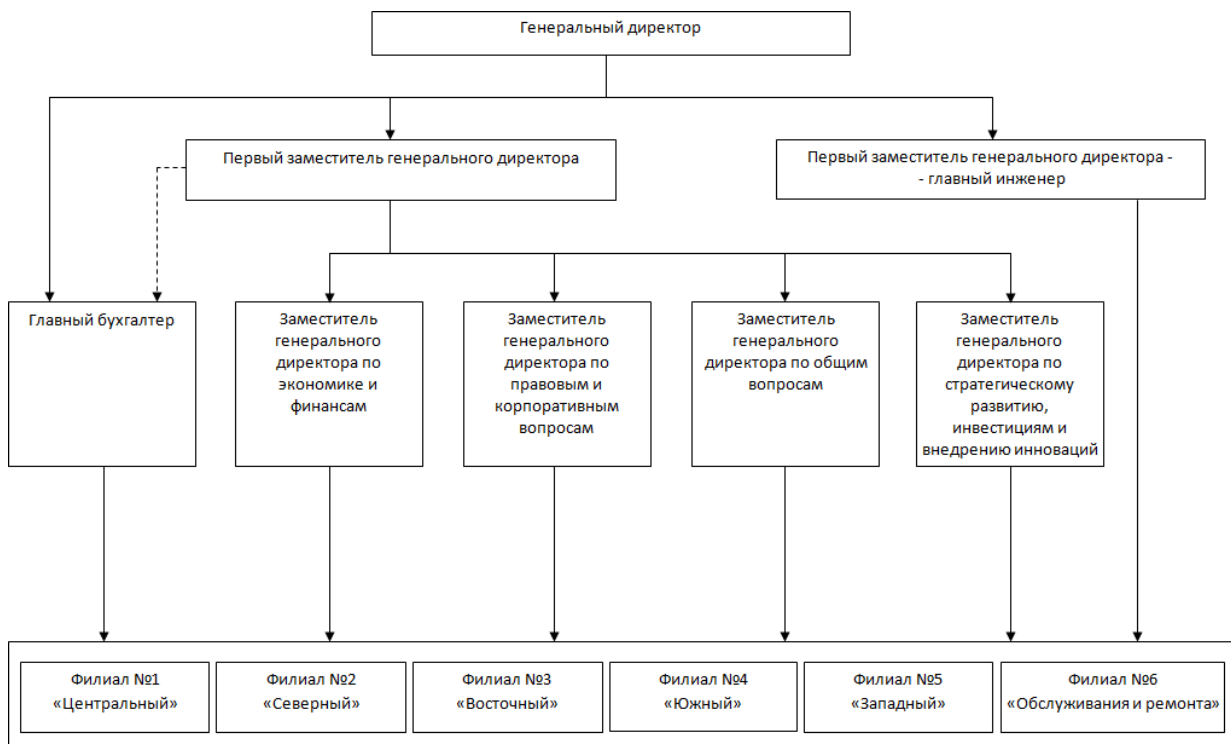 Генеральный директор
Первый заместитель генерального директора
Первый заместитель генерального директора -
- главный инженер
Главный бухгалтер
Заместитель
генерального
директора по
экономике и
финансам
Заместитель
генерального
директора по
правовым и
корпоративным
вопросам
Заместитель
генерального
директора по общим
вопросам
Заместитель
генерального
директора по
стратегическому
развитию,
инвестициям и
внедрению инноваций
Филиал №1
«Центральный»
Филиал №2
«Северный»
Филиал №3
«Восточный»
Филиал №4
«Южный»
Филиал №5
«Западный»
Филиал №6
«Обслуживания и ремонта»